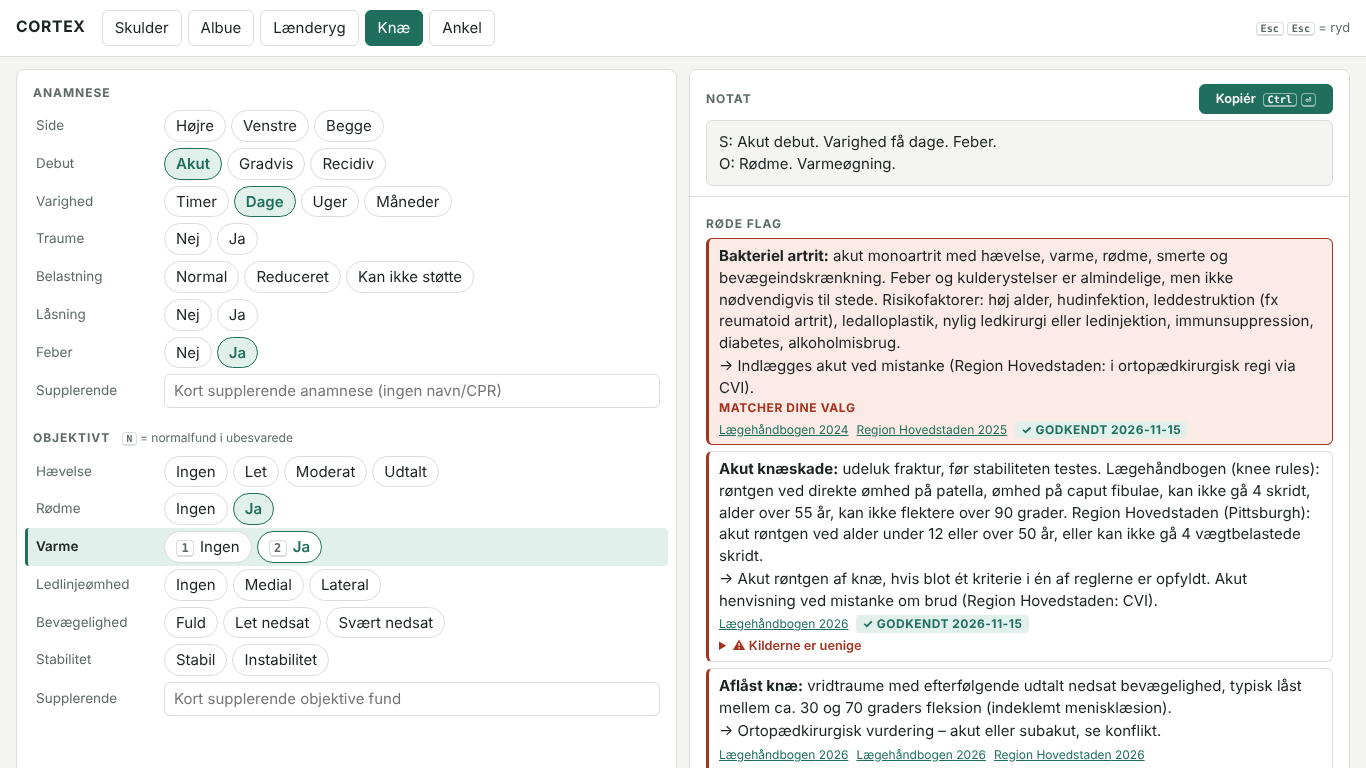 CORTEX Skulder Albue Lænderyg Knæ Ankel Esc Esc = ryd
ANAMNESE
Side Højre Venstre Begge
Debut Akut Gradvis Recidiv
Varighed Timer Dage Uger Måneder
Traume Nej Ja
Belastning Normal Reduceret Kan ikke støtte
Låsning Nej Ja
Feber Nej Ja
Supplerende Kort supplerende anamnese (ingen navn/CPR)
OBJEKTIVT N = normalfund i ubesvarede
Hævelse Ingen Let Moderat Udtalt
Rødme Ingen Ja
Varme 1 Ingen 2 Ja
Ledlinjeømhed Ingen Medial Lateral
Bevægelighed Fuld Let nedsat Svært nedsat
Stabilitet Stabil Instabilitet
Supplerende Kort supplerende objektive fund
NOTAT Kopiér Ctrl ⏎
S: Akut debut. Varighed få dage. Feber.
O: Rødme. Varmeøgning.
RØDE FLAG
Bakteriel artrit: akut monoartrit med hævelse, varme, rødme, smerte og
bevægeindskrænkning. Feber og kulderystelser er almindelige, men ikke
nødvendigvis til stede. Risikofaktorer: høj alder, hudinfektion, leddestruktion (fx
reumatoid artrit), ledalloplastik, nylig ledkirurgi eller ledinjektion, immunsuppression,
diabetes, alkoholmisbrug.
→ Indlægges akut ved mistanke (Region Hovedstaden: i ortopædkirurgisk regi via
CVI).
MATCHER DINE VALG
Lægehåndbogen 2024 Region Hovedstaden 2025 ✓ GODKENDT 2026-11-15
Akut knæskade: udeluk fraktur, før stabiliteten testes. Lægehåndbogen (knee rules):
røntgen ved direkte ømhed på patella, ømhed på caput fibulae, kan ikke gå 4 skridt,
alder over 55 år, kan ikke flektere over 90 grader. Region Hovedstaden (Pittsburgh):
akut røntgen ved alder under 12 eller over 50 år, eller kan ikke gå 4 vægtbelastede
skridt.
→ Akut røntgen af knæ, hvis blot ét kriterie i én af reglerne er opfyldt. Akut
henvisning ved mistanke om brud (Region Hovedstaden: CVI).
Lægehåndbogen 2026 ✓ GODKENDT 2026-11-15
▶ ⚠ Kilderne er uenige
Aflåst knæ: vridtraume med efterfølgende udtalt nedsat bevægelighed, typisk låst
mellem ca. 30 og 70 graders fleksion (indeklemt menisklæsion).
→ Ortopædkirurgisk vurdering – akut eller subakut, se konflikt.
Lægehåndbogen 2026 Lægehåndbogen 2026 Region Hovedstaden 2026